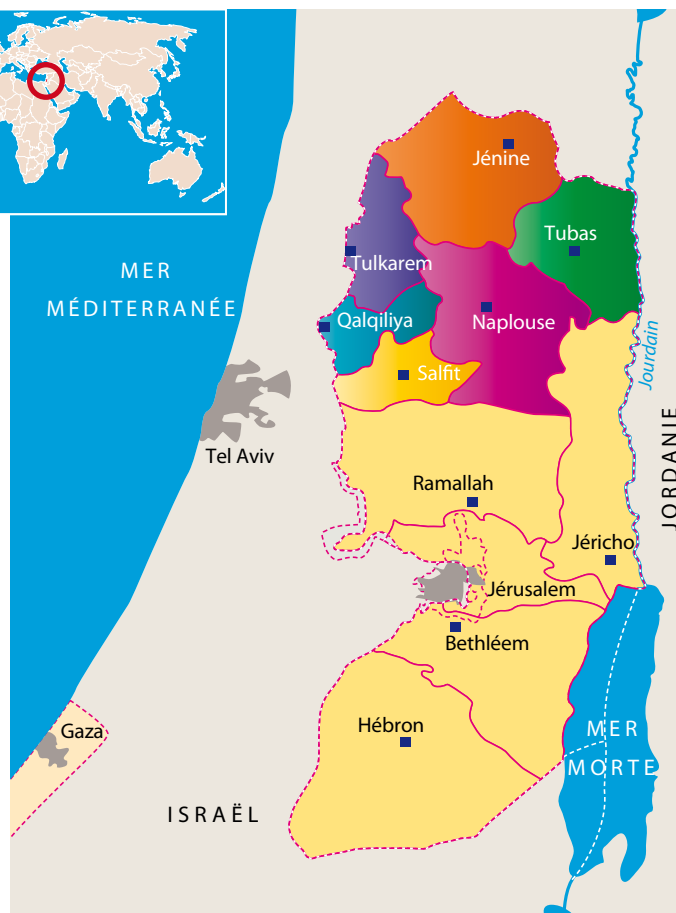 Jénine
Tubas
Tulkarem
MER
MÉDITERRANÉE
Qalqiliya
Naplouse
Jourdain
Salfit
Tel Aviv
JORDANIE
Ramallah
Jéricho
Jérusalem
Bethléem
Hébron
Gaza
MER
MORTE
ISRAËL